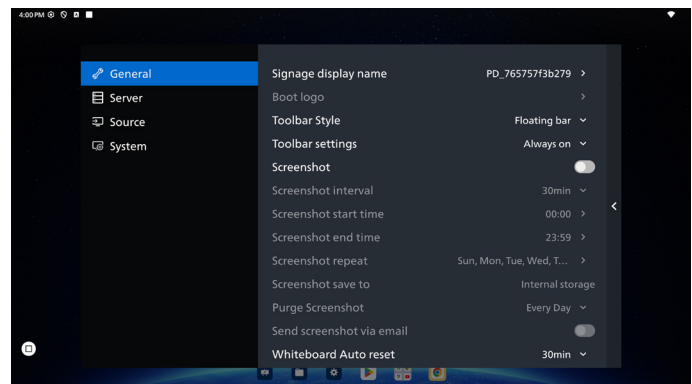 4:00 PM
General
Server
Source
System
Signage display name PD_765757f3b279
Boot logo
Toolbar Style Floating bar
Toolbar settings Always on
Screenshot
Screenshot interval 30min
Screenshot start time 00:00
Screenshot end time 23:59
Screenshot repeat Sun, Mon, Tue, Wed, T...
Screenshot save to Internal storage
Purge Screenshot Every Day
Send screenshot via email
Whiteboard Auto reset 30min